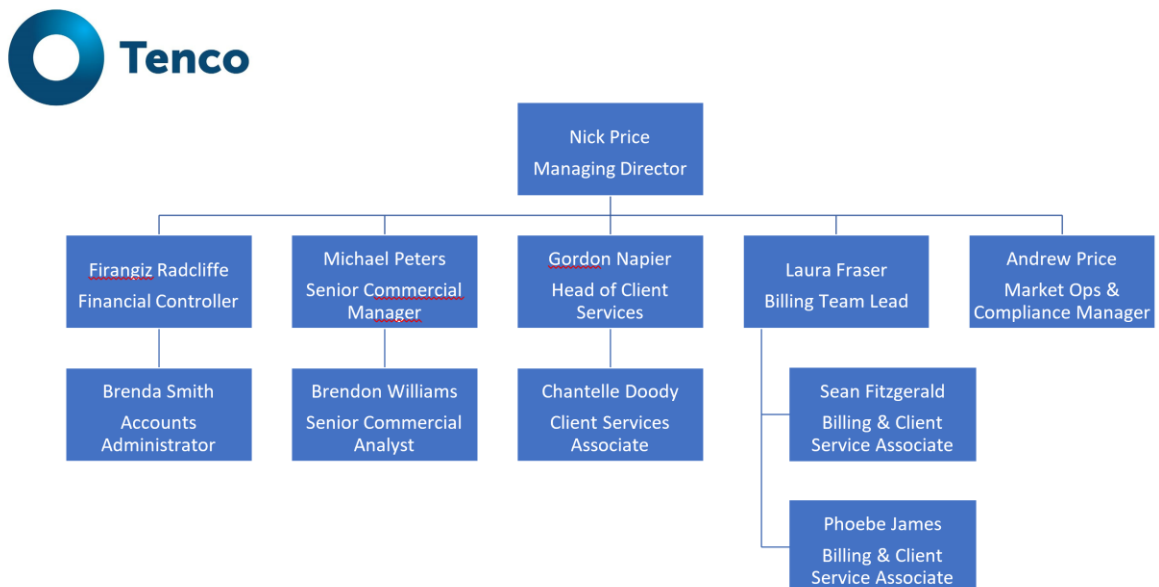 Tenco
Nick Price
Managing Director
Firangiz Radcliffe
Financial Controller
Michael Peters
Senior Commercial
Manager
Gordon Napier
Head of Client
Services
Laura Fraser
Billing Team Lead
Andrew Price
Market Ops &
Compliance Manager
Brenda Smith
Accounts
Administrator
Brendon Williams
Senior Commercial
Analyst
Chantelle Doody
Client Services
Associate
Sean Fitzgerald
Billing & Client
Service Associate
Phoebe James
Billing & Client
Service Associate